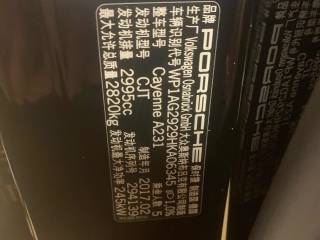 品牌 PORSCHE 保时捷 制造国 德国
生产厂 Volkswagen Osnabrück GmbH 大众奥斯纳布吕克有限公司
车辆识别代号 WP1AG2929HKA06345
整车型号 Cayenne A231 乘坐人数 5
发动机型号 CJT 制造年月 2017.02
发动机排量 2995cc 发动机序列号
最大允许总质量 2820kg 发动机最大净功率 245kW